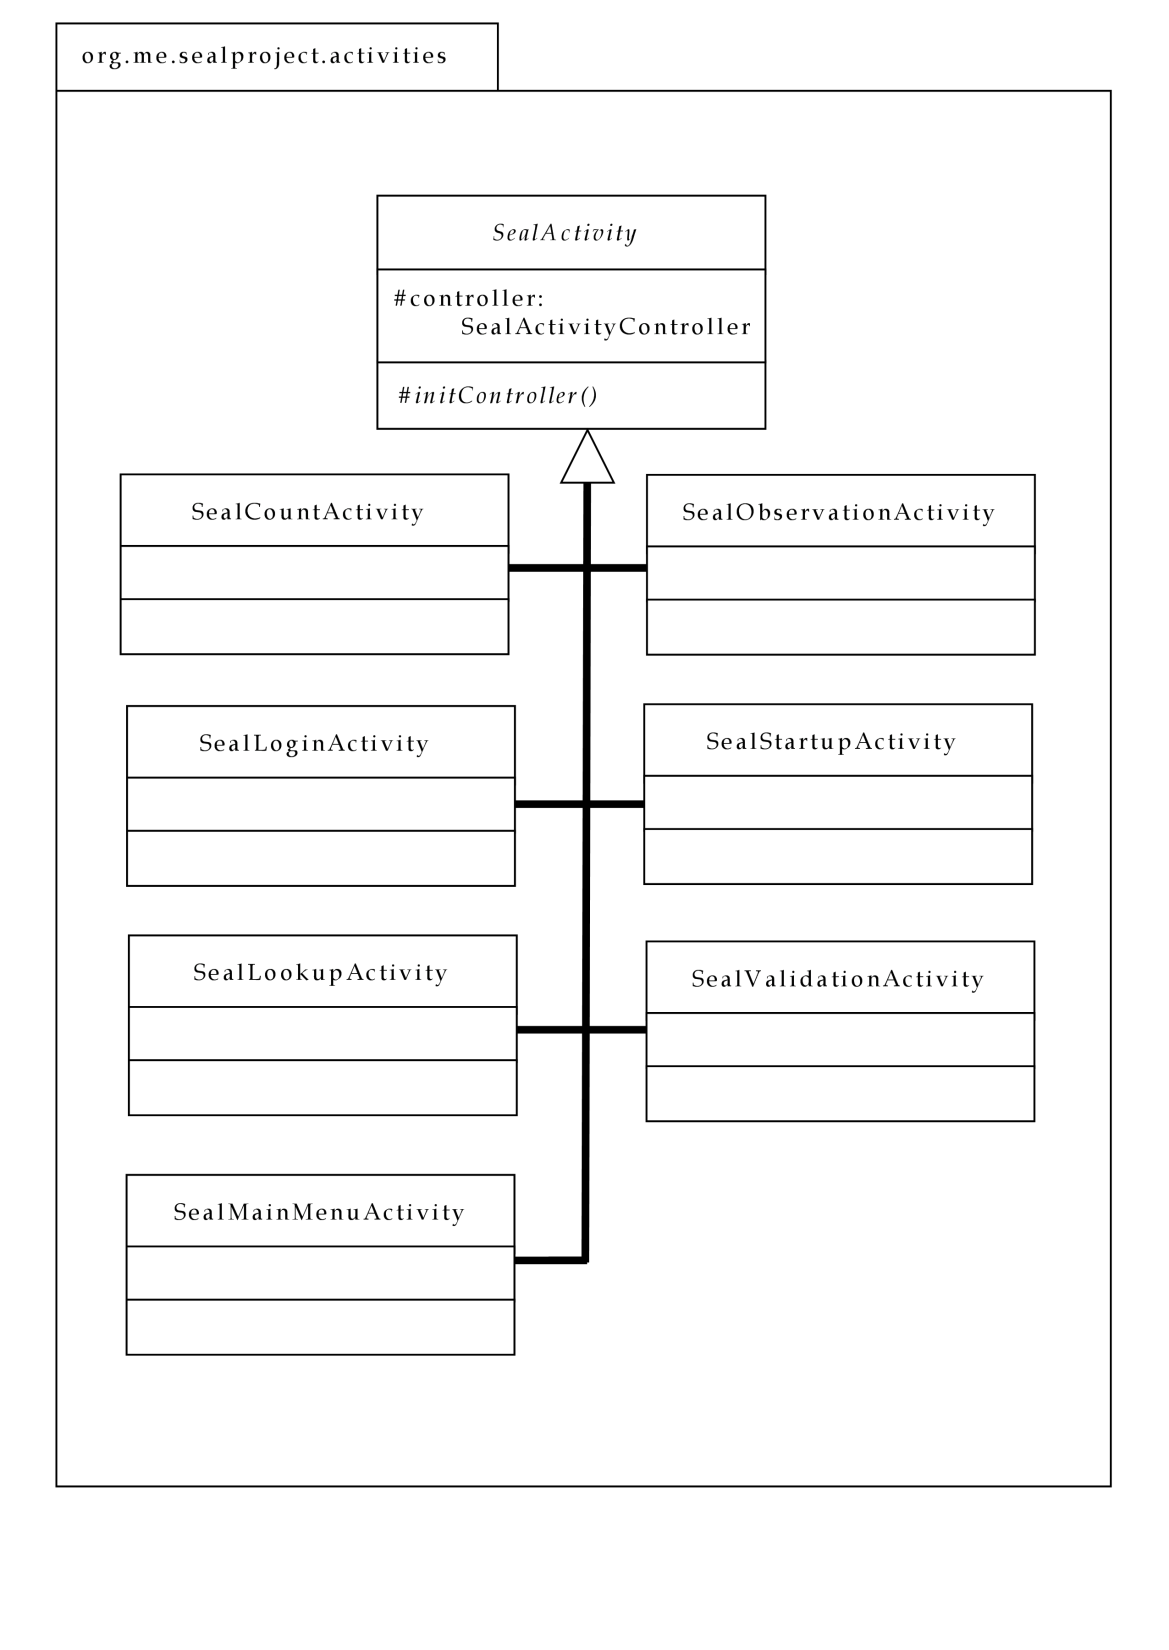 org.me.sealproject.activities
SealActivity
#controller:
SealActivityController
#initController()
SealCountActivity
SealObservationActivity
SealLoginActivity
SealStartupActivity
SealLookupActivity
SealValidationActivity
SealMainMenuActivity